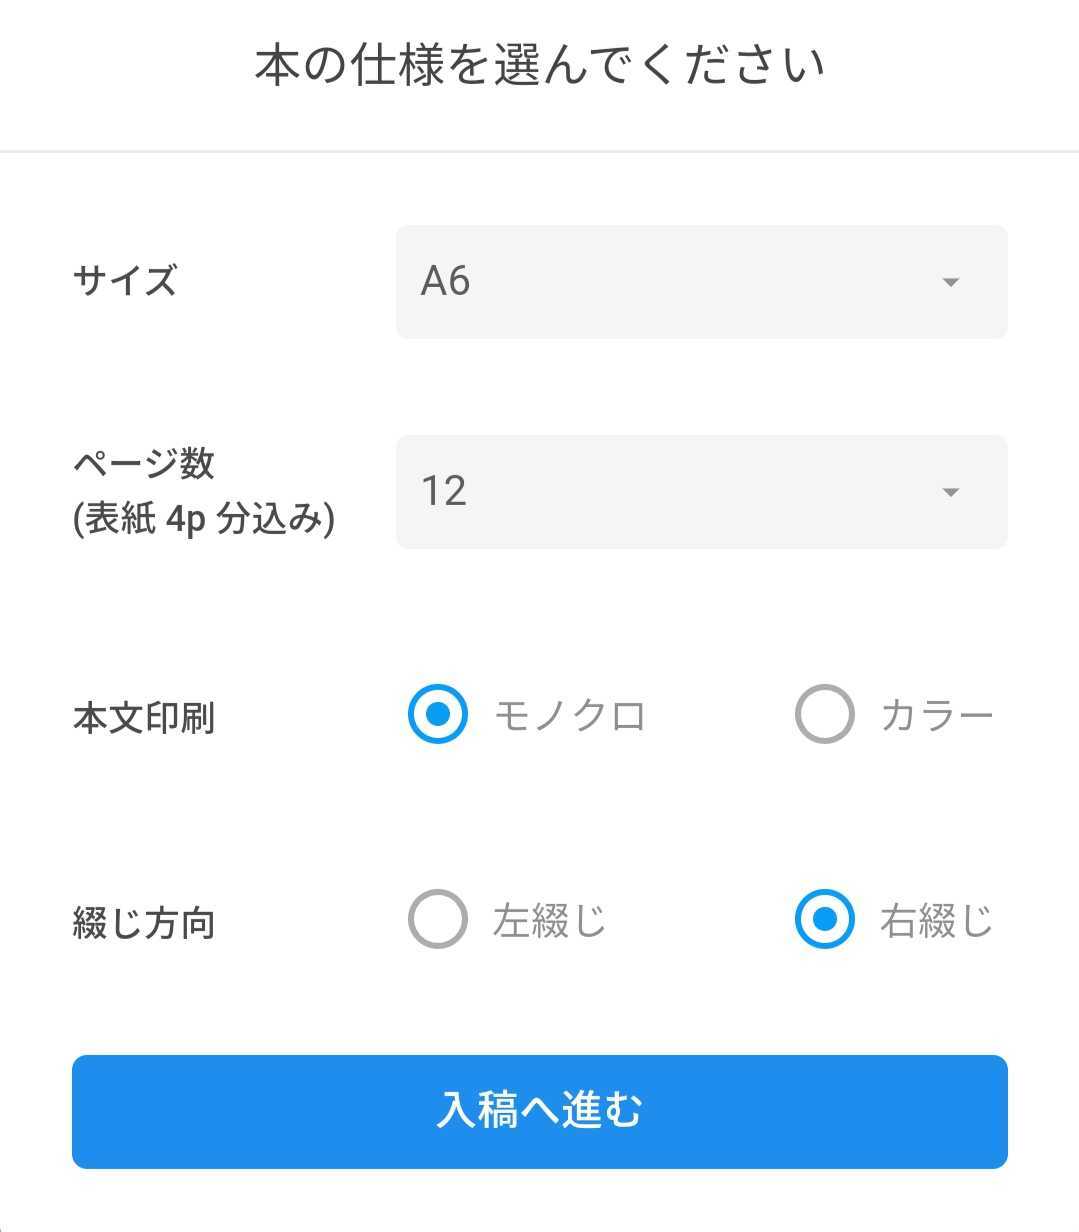 本の仕様を選んでください
サイズ
A6
ページ数
(表紙 4p 分込み)
12
本文印刷
モノクロ
カラー
綴じ方向
左綴じ
右綴じ
入稿へ進む